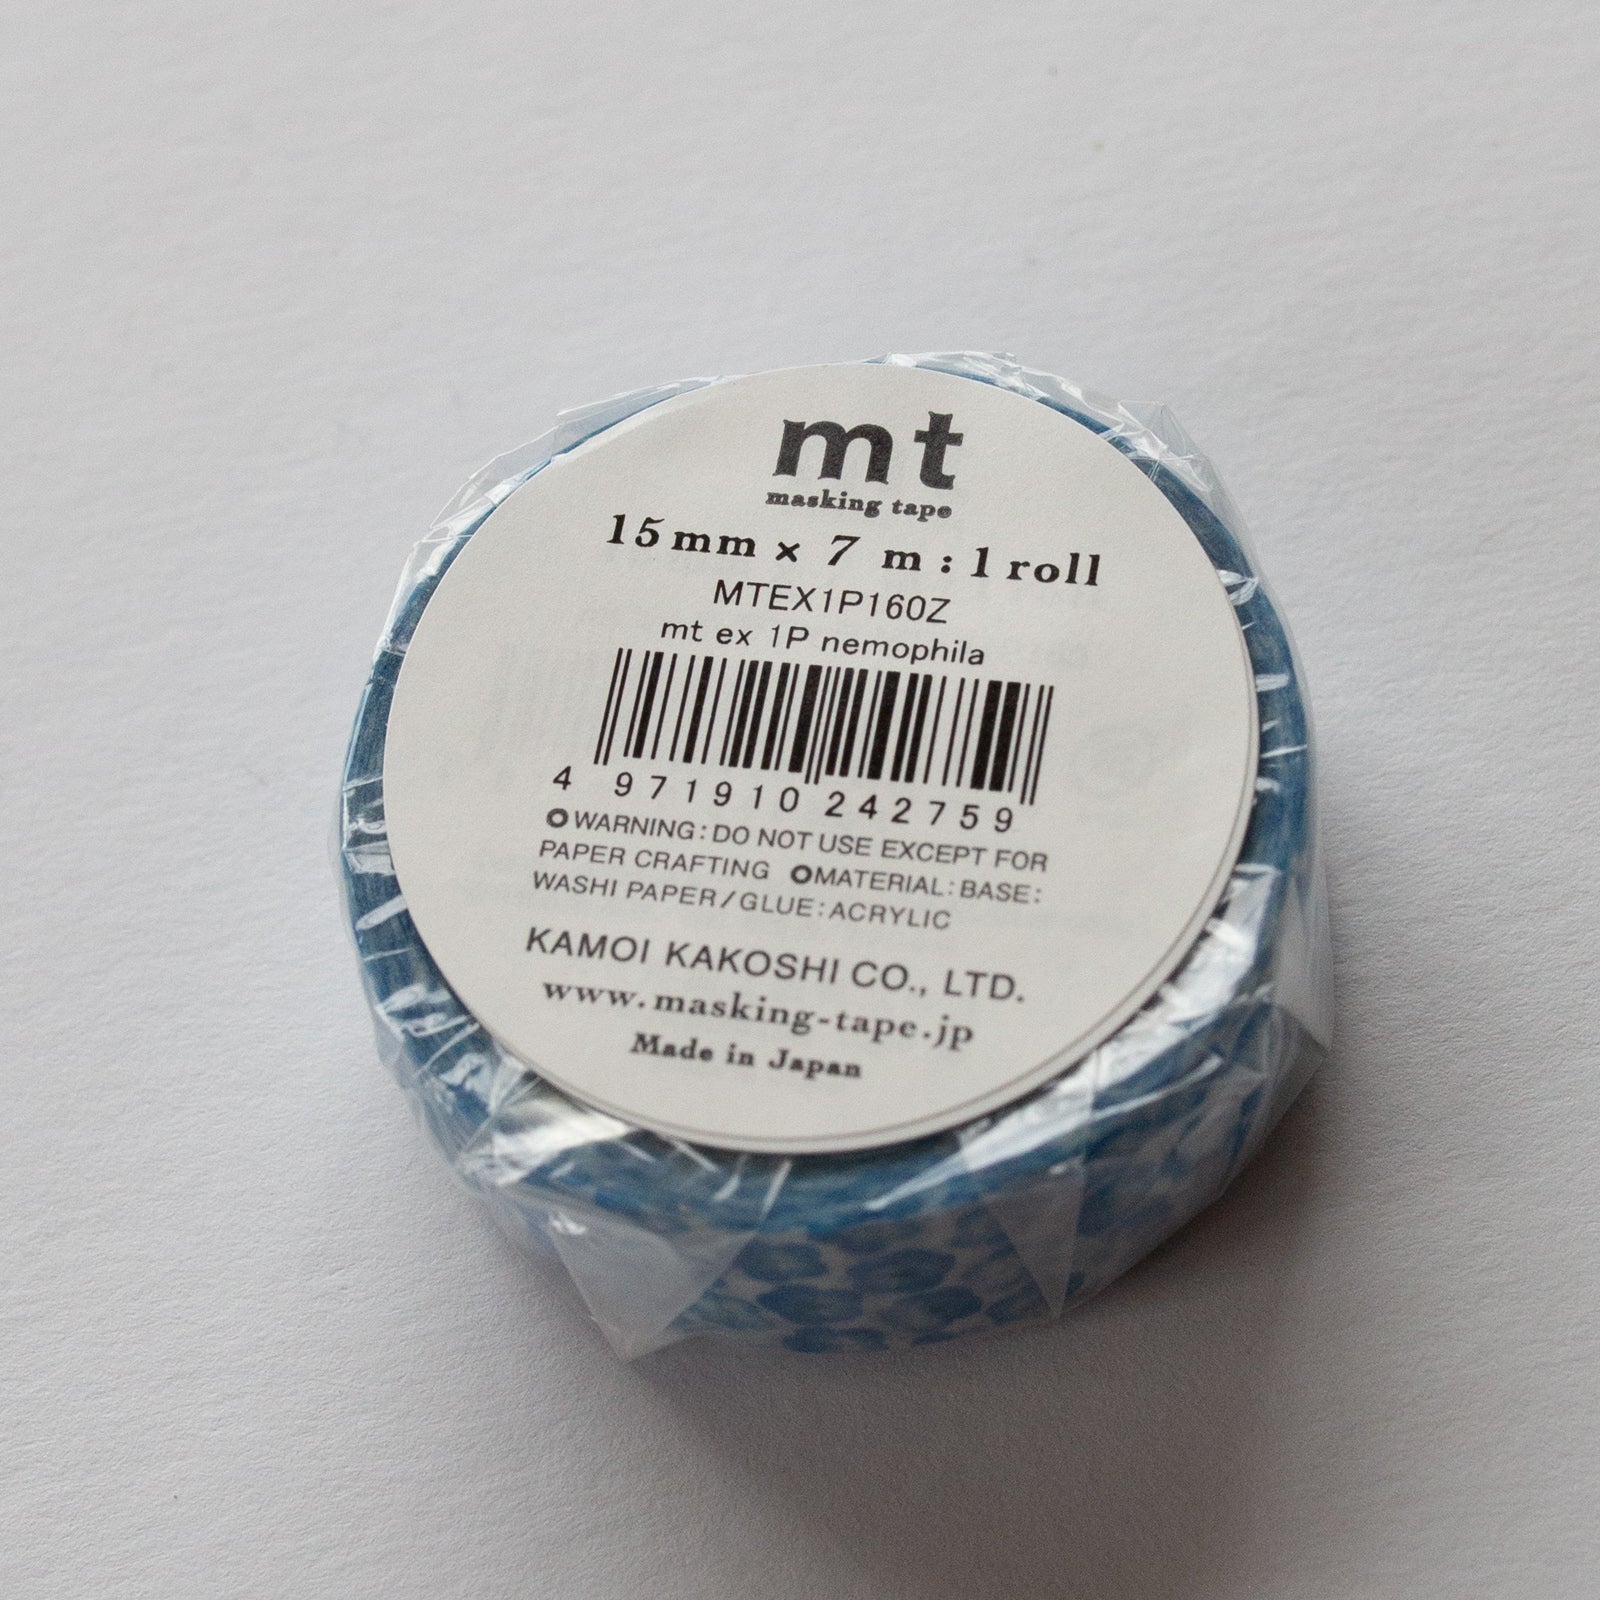 mt
masking tape
15mm × 7 m : 1 roll
MTEX1P160Z
mt ex 1P nemophila
4 971910 242759
WARNING: DO NOT USE EXCEPT FOR
PAPER CRAFTING MATERIAL: BASE:
WASHI PAPER/GLUE: ACRYLIC
KAMOI KAKOSHI CO., LTD.
www.masking-tape.jp
Made in Japan